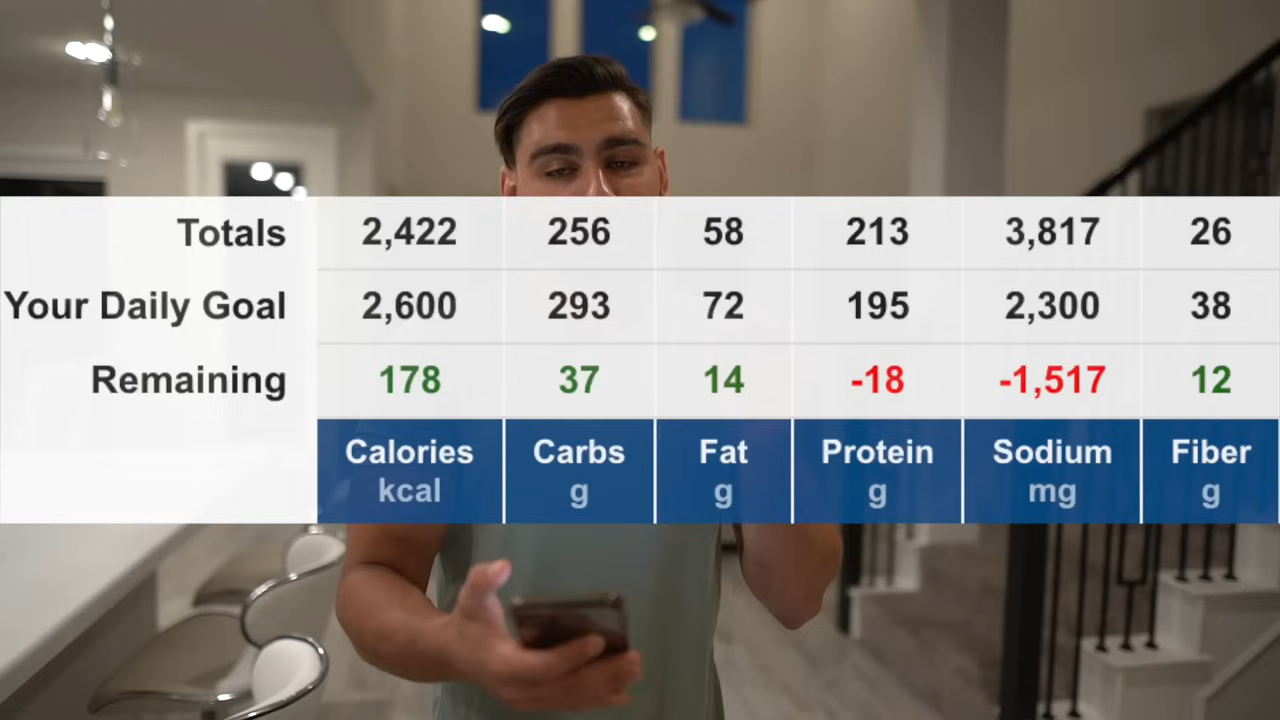 Totals 2,422 256 58 213 3,817 26
Your Daily Goal 2,600 293 72 195 2,300 38
Remaining 178 37 14 -18 -1,517 12
Calories Carbs Fat Protein Sodium Fiber
kcal g g g mg g